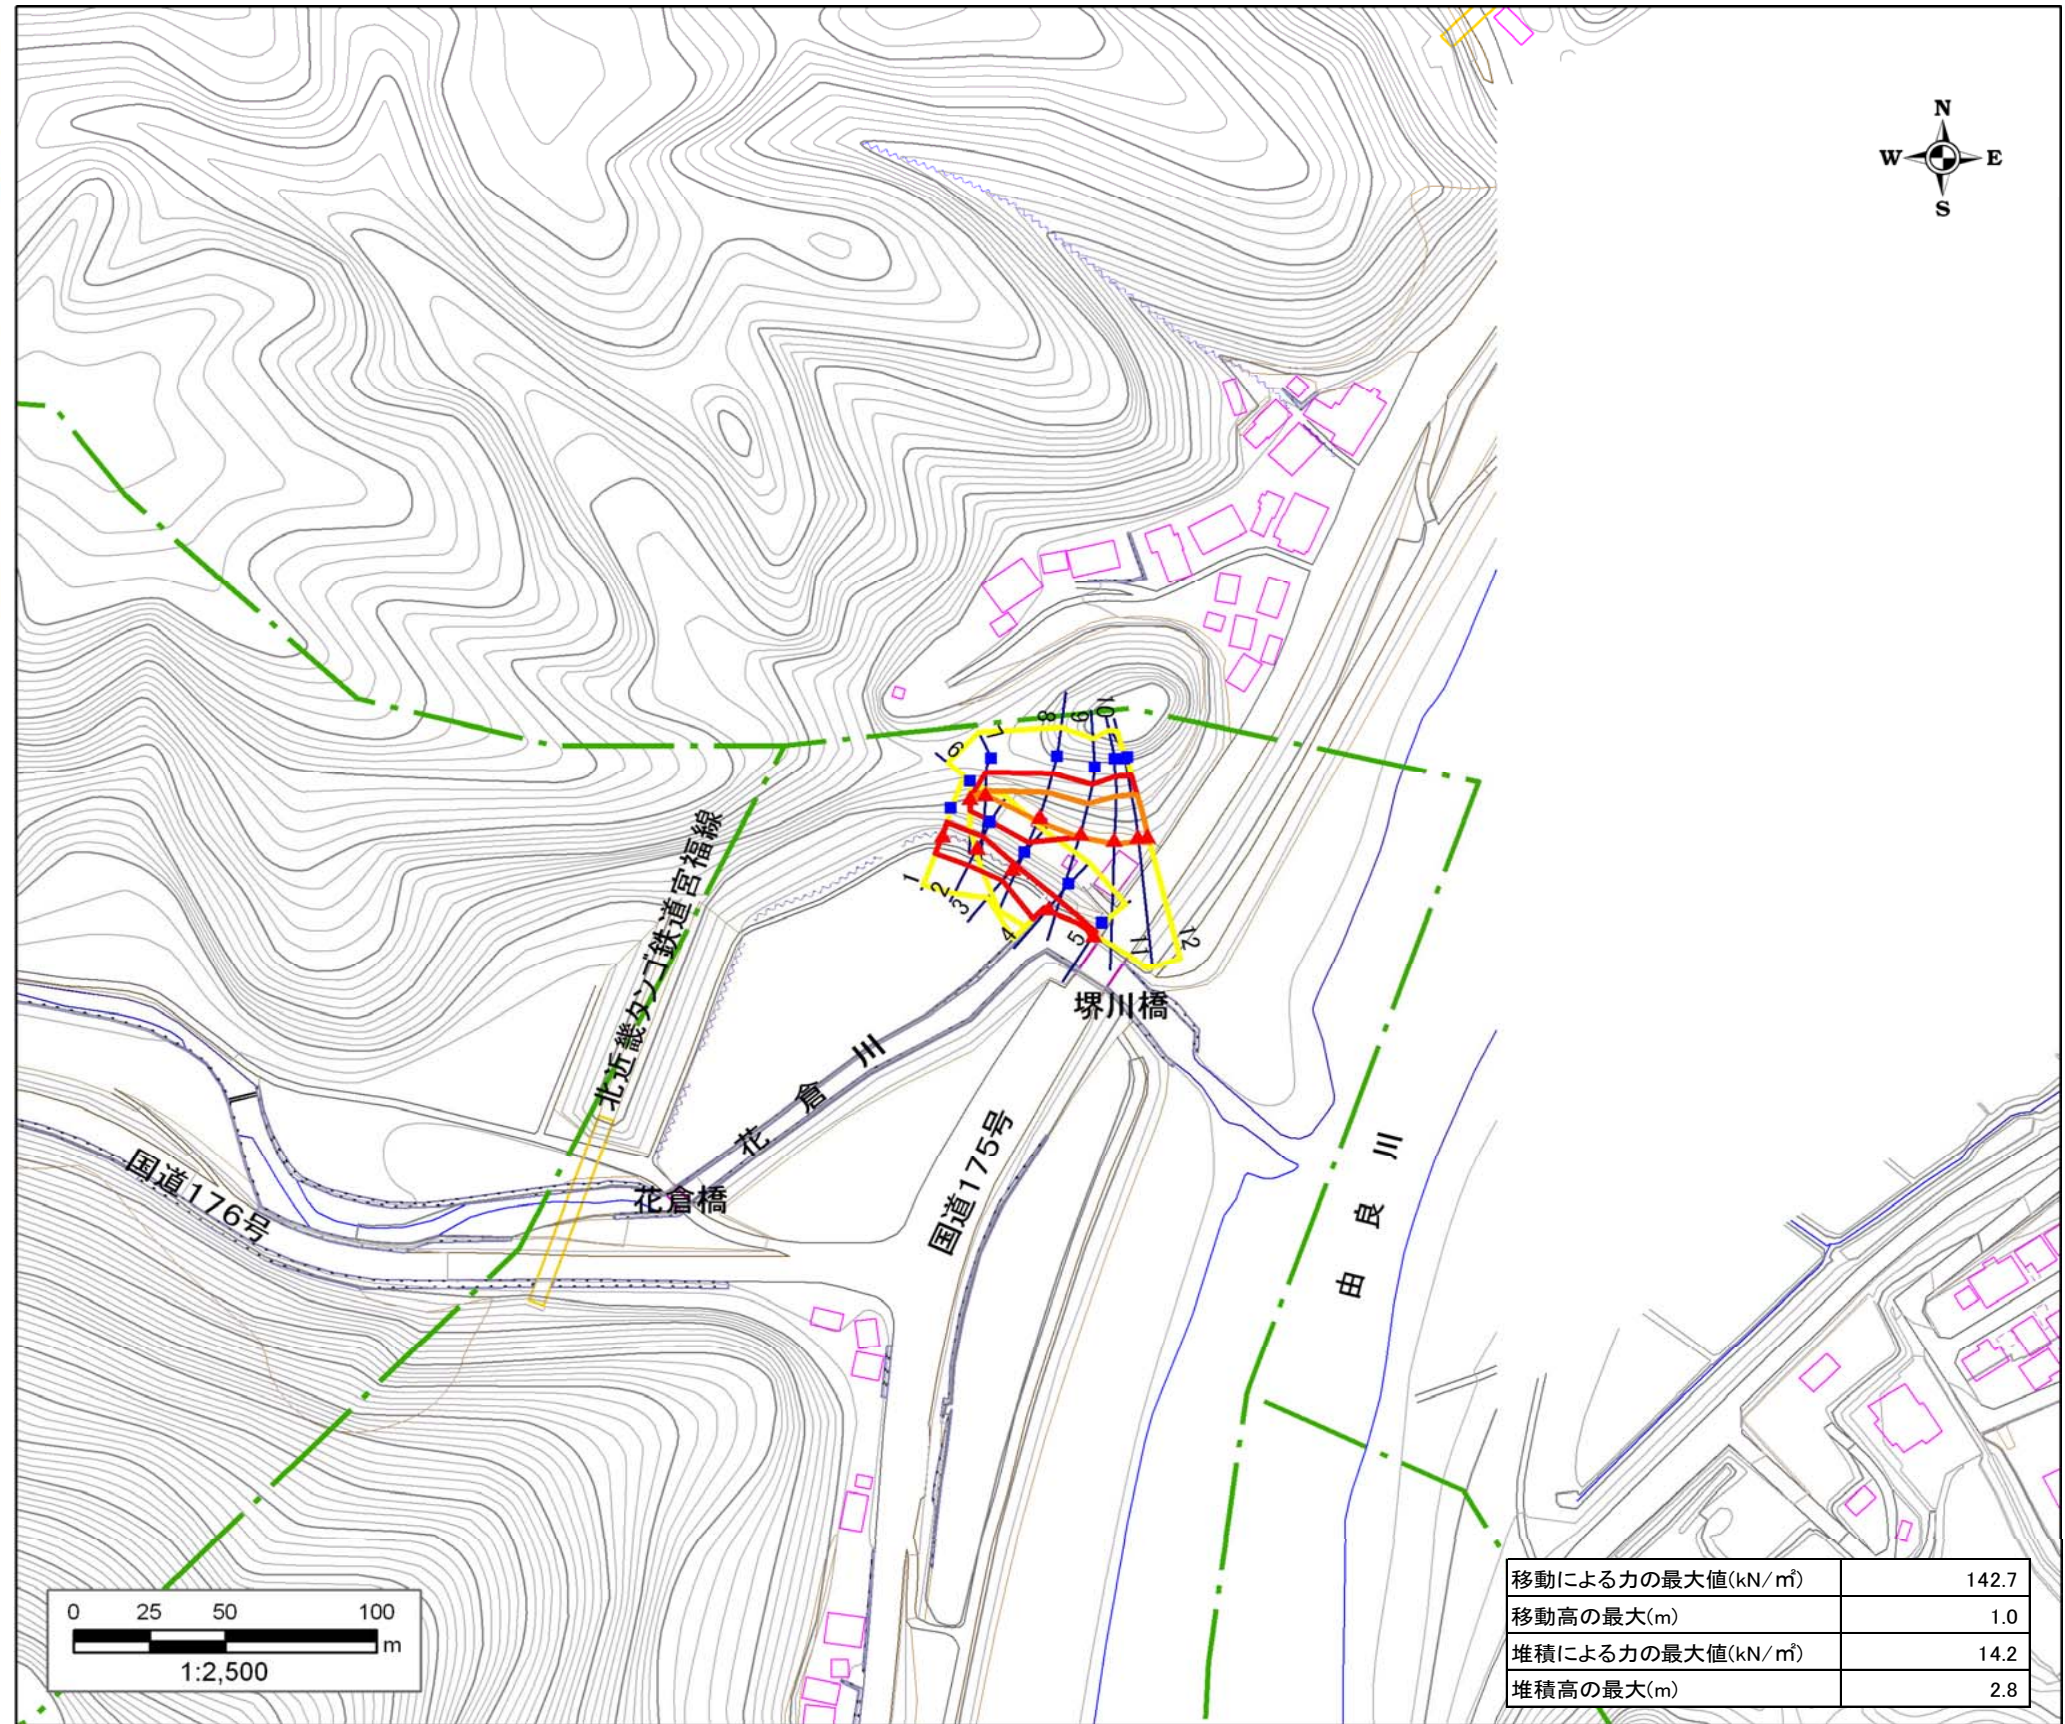 N
W E
S
8
9
10
6
7
北近畿タンゴ鉄道宮福線
1
2
3
4
5
11
12
堺川橋
花倉川
国道175号
由良川
国道176号
花倉橋
0 25 50 100
m
1:2,500
移動による力の最大値(kN/㎡) 142.7
移動高の最大(m) 1.0
堆積による力の最大値(kN/㎡) 14.2
堆積高の最大(m) 2.8